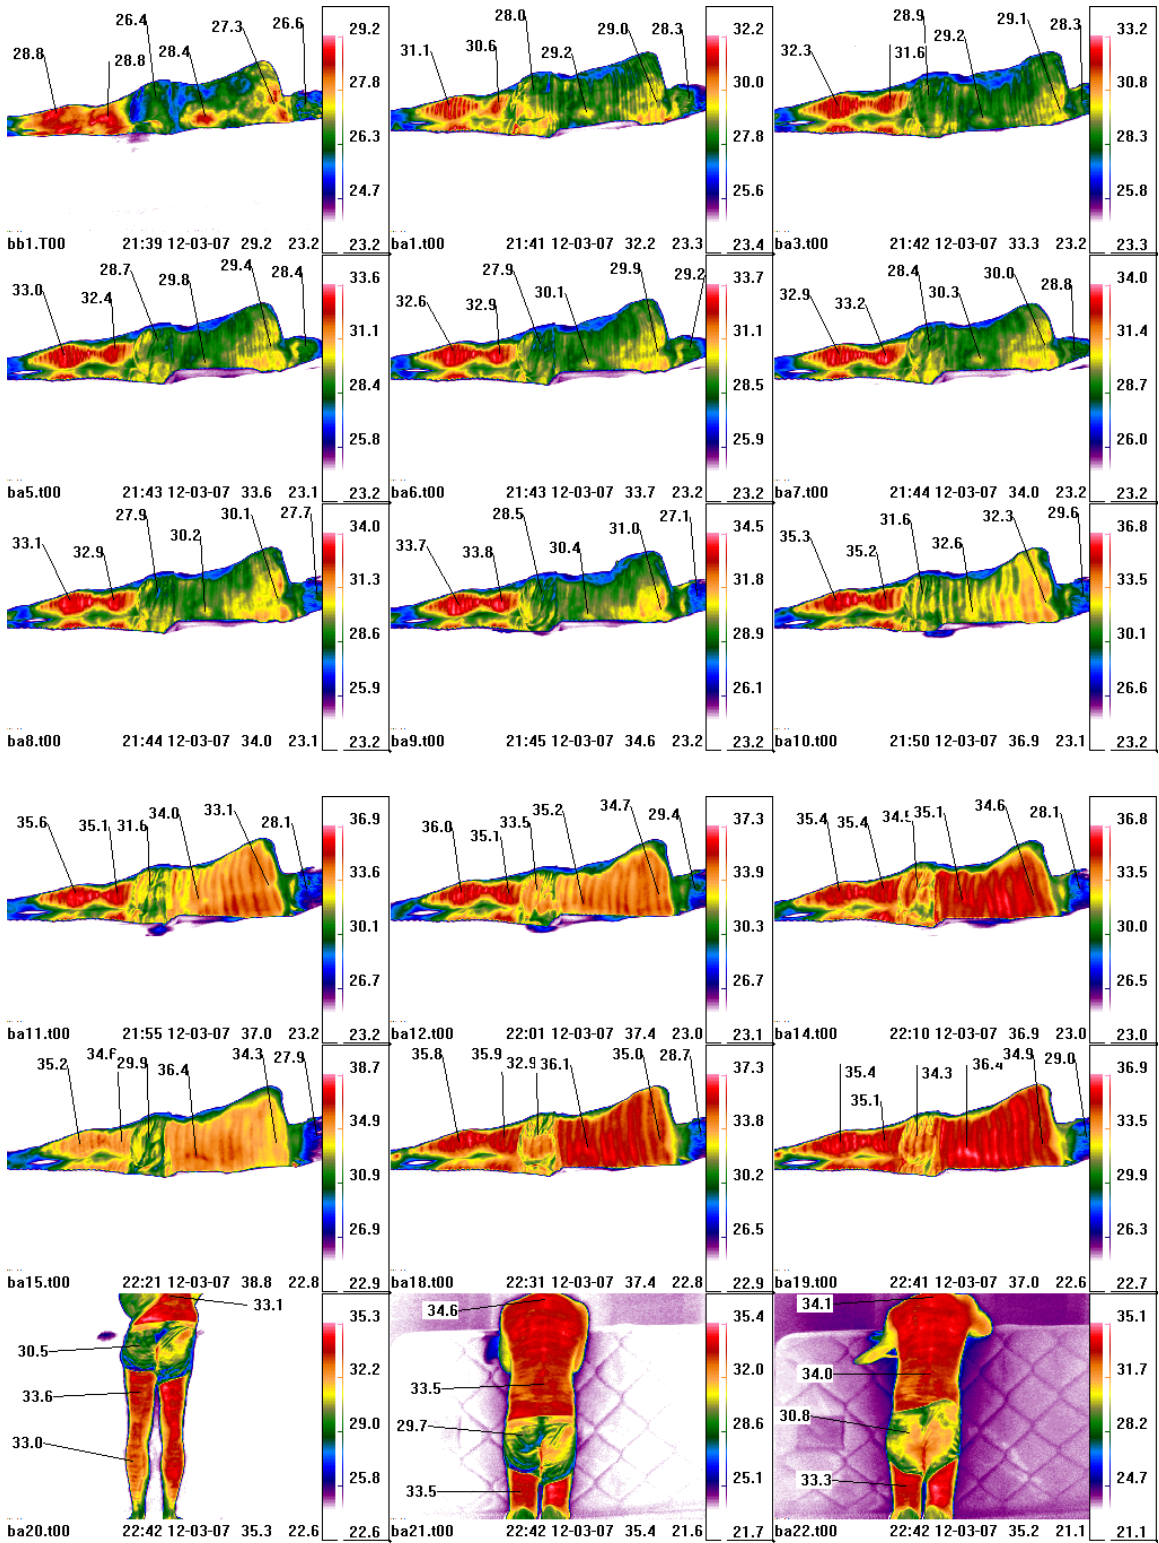 28.8 26.4 28.8 28.4 27.3 26.6 29.2
27.8
26.3
24.7
bb1.T00 21:39 12-03-07 29.2 23.2 23.2
31.1 30.6 28.0 29.2 29.0 28.3 32.2
30.0
27.8
25.6
ba1.t00 21:41 12-03-07 32.2 23.3 23.4
32.3 31.6 28.9 29.2 29.1 28.3 33.2
30.8
28.3
25.8
ba3.t00 21:42 12-03-07 33.3 23.2 23.3
33.0 32.4 28.7 29.8 29.4 28.4 33.6
31.1
28.4
25.8
ba5.t00 21:43 12-03-07 33.6 23.1 23.2
32.6 32.9 27.9 30.1 29.9 29.2 33.7
31.2
28.5
25.9
ba6.t00 21:43 12-03-07 33.7 23.2 23.2
32.9 33.2 28.4 30.3 30.0 28.8 34.0
31.4
28.7
26.0
ba7.t00 21:44 12-03-07 34.0 23.2 23.2
33.1 32.9 27.9 30.2 30.1 27.7 34.0
31.3
28.6
25.9
ba8.t00 21:44 12-03-07 34.0 23.1 23.2
33.7 33.8 28.5 30.4 31.0 27.1 34.5
31.8
28.9
26.1
ba9.t00 21:45 12-03-07 34.6 23.2 23.2
35.3 35.2 31.6 32.6 32.3 29.6 36.8
33.5
30.1
26.6
ba10.t00 21:50 12-03-07 36.9 23.1 23.2
35.6 35.1 31.6 34.0 33.1 28.1 36.9
33.6
30.1
26.7
ba11.t00 21:55 12-03-07 37.0 23.2 23.2
36.0 35.1 33.5 35.2 34.7 29.4 37.3
33.9
30.3
26.7
ba12.t00 22:01 12-03-07 37.4 23.0 23.1
35.4 35.4 34.5 35.1 34.6 28.1 36.8
33.5
30.0
26.5
ba14.t00 22:10 12-03-07 36.9 23.0 23.0
35.2 34.6 29.9 36.4 34.3 27.9 38.7
34.9
30.9
26.9
ba15.t00 22:21 12-03-07 38.8 22.8 22.9
35.8 35.9 32.9 36.1 35.0 28.7 37.3
33.8
30.2
26.5
ba18.t00 22:31 12-03-07 37.4 22.8 22.9
35.4 35.1 34.3 36.4 34.9 29.0 36.9
33.5
29.9
26.3
ba19.t00 22:41 12-03-07 37.0 22.6 22.7
33.1 35.3
30.5 32.2
33.6 29.0
33.0 25.8
ba20.t00 22:42 12-03-07 35.3 22.6 22.6
34.6 35.4
33.5 32.0
29.7 28.6
33.5 25.1
ba21.t00 22:42 12-03-07 35.4 21.6 21.7
34.1 35.1
34.0 31.7
30.8 28.2
33.3 24.7
ba22.t00 22:42 12-03-07 35.2 21.1 21.1